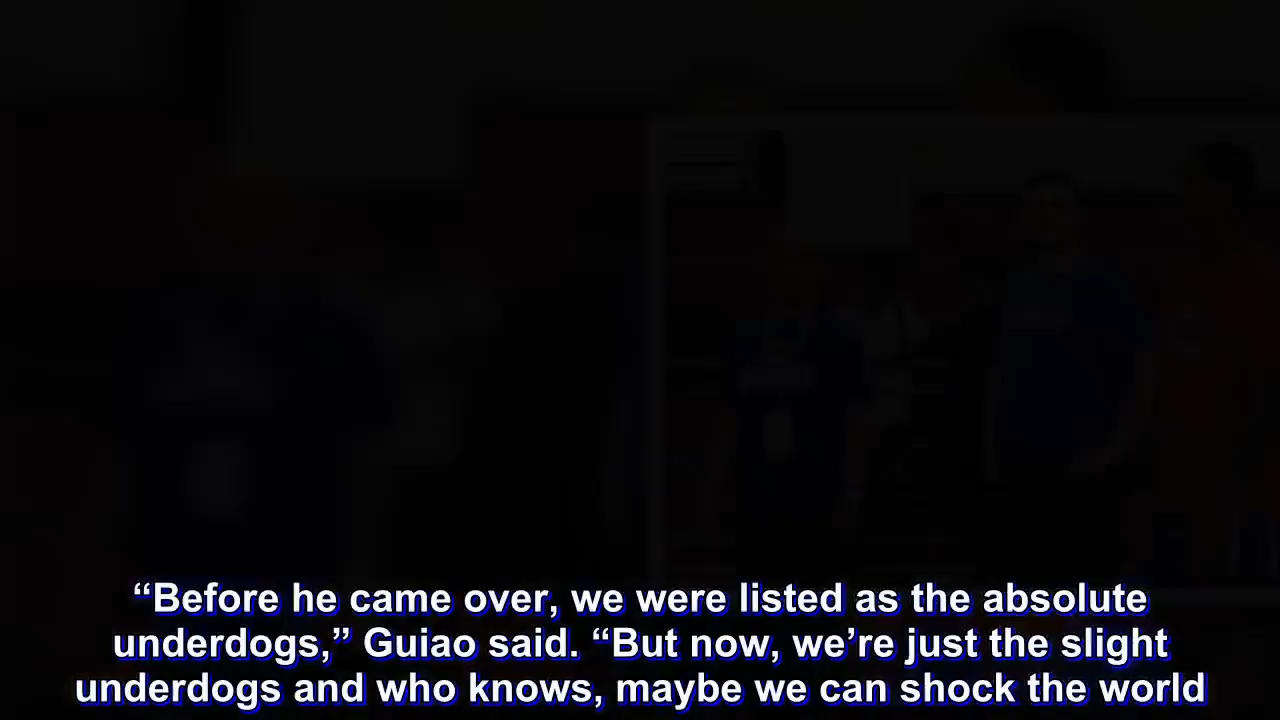 “Before he came over, we were listed as the absolute
underdogs,” Guiao said. “But now, we’re just the slight
underdogs and who knows, maybe we can shock the world